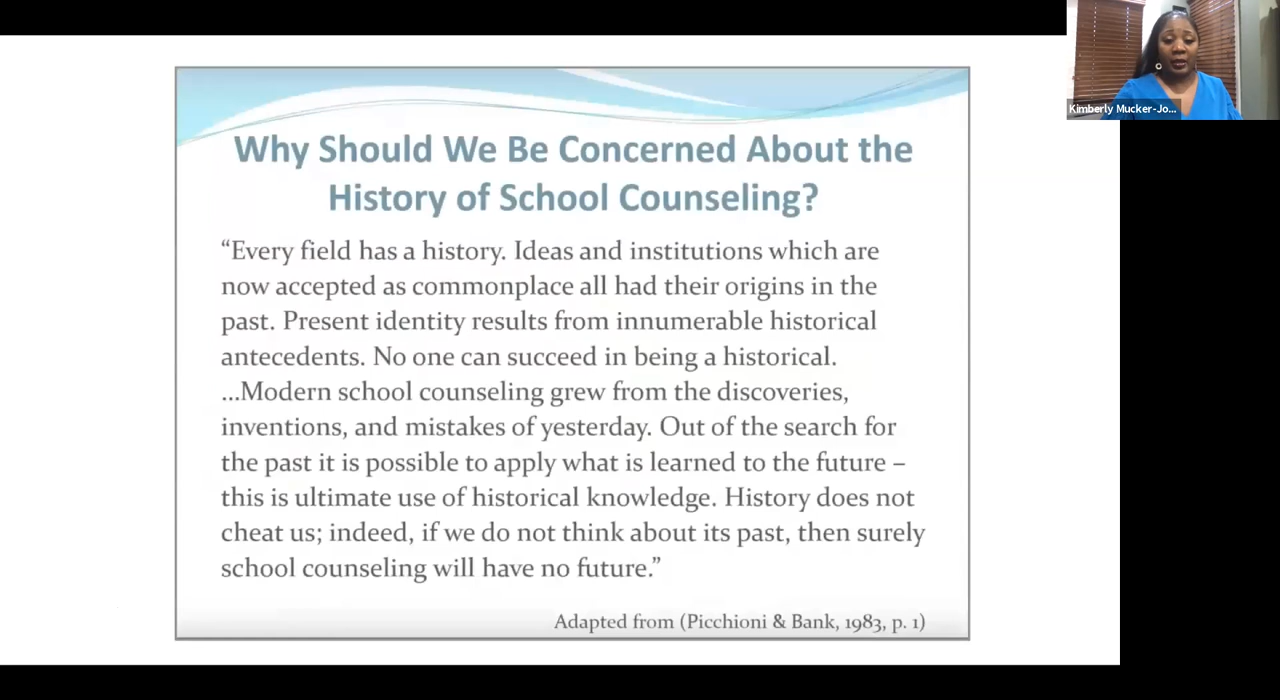 Kimberly Mucker-Jo...
Why Should We Be Concerned About the
History of School Counseling?
“Every field has a history. Ideas and institutions which are
now accepted as commonplace all had their origins in the
past. Present identity results from innumerable historical
antecedents. No one can succeed in being a historical.
...Modern school counseling grew from the discoveries,
inventions, and mistakes of yesterday. Out of the search for
the past it is possible to apply what is learned to the future –
this is ultimate use of historical knowledge. History does not
cheat us; indeed, if we do not think about its past, then surely
school counseling will have no future.”
Adapted from (Picchioni & Bank, 1983, p. 1)